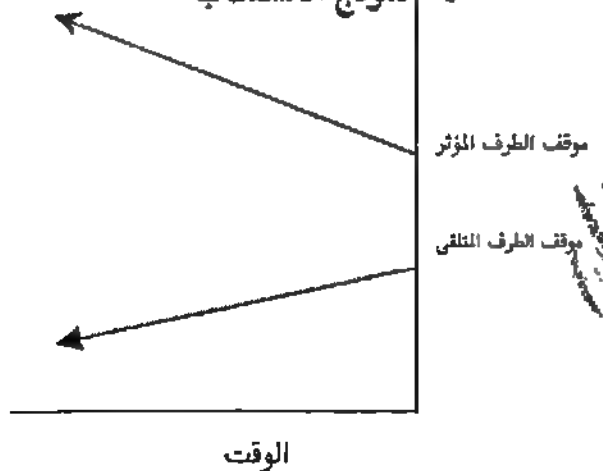 موقف الطرف المؤثر
موقف الطرف المتلقى
الوقت